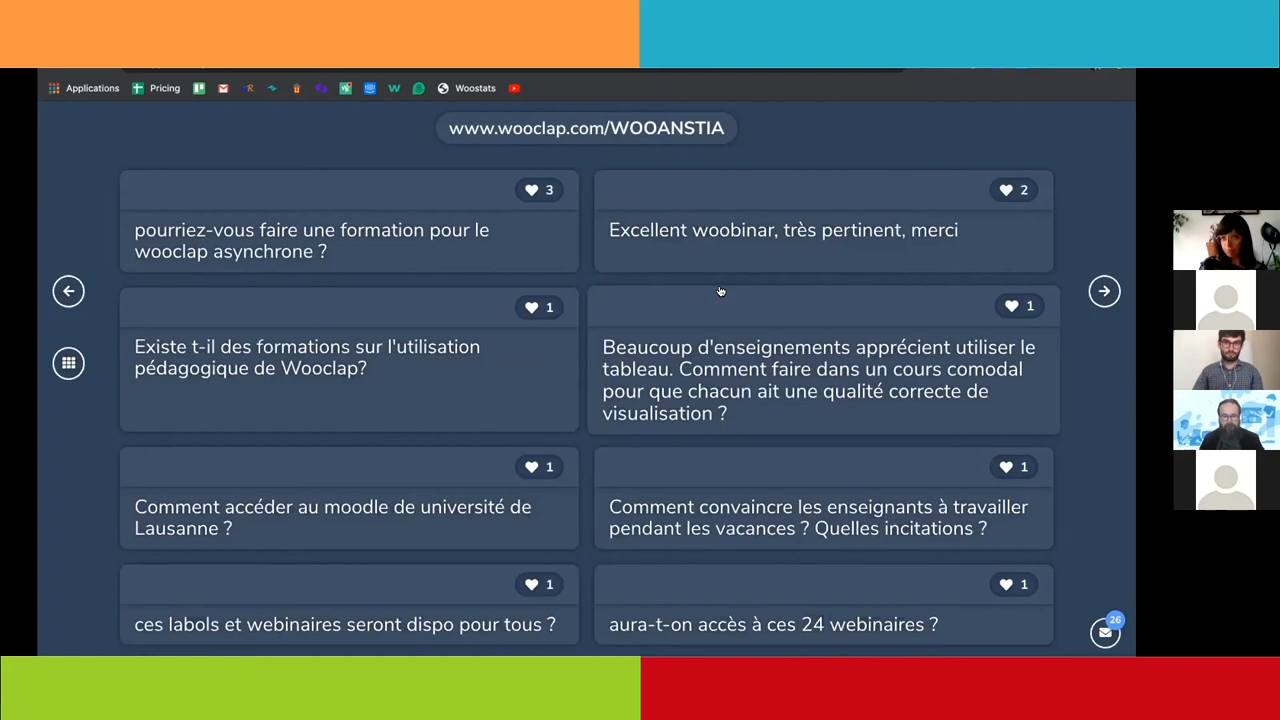 Applications Pricing Woostats
www.wooclap.com/WOOANSTIA
3
pourriez-vous faire une formation pour le
wooclap asynchrone ?
2
Excellent woobinar, très pertinent, merci
1
Existe t-il des formations sur l'utilisation
pédagogique de Wooclap?
1
Beaucoup d'enseignements apprécient utiliser le
tableau. Comment faire dans un cours comodal
pour que chacun ait une qualité correcte de
visualisation ?
1
Comment accéder au moodle de université de
Lausanne ?
1
Comment convaincre les enseignants à travailler
pendant les vacances ? Quelles incitations ?
1
ces labols et webinaires seront dispo pour tous ?
1
aura-t-on accès à ces 24 webinaires ?
26